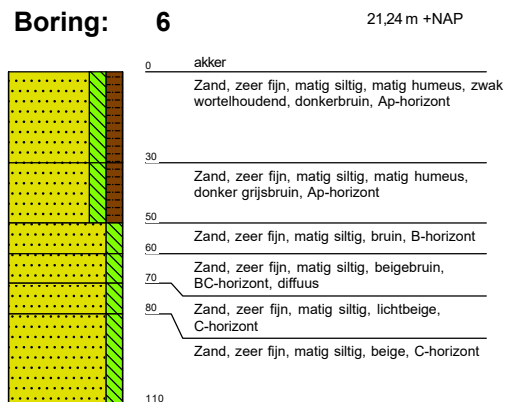 Boring: 6 21,24 m +NAP
0 akker
Zand, zeer fijn, matig siltig, matig humeus, zwak
wortelhoudend, donkerbruin, Ap-horizont
30
Zand, zeer fijn, matig siltig, matig humeus,
donker grijsbruin, Ap-horizont
50
Zand, zeer fijn, matig siltig, bruin, B-horizont
60
Zand, zeer fijn, matig siltig, beigebruin,
BC-horizont, diffuus
70
Zand, zeer fijn, matig siltig, lichtbeige,
C-horizont
80
Zand, zeer fijn, matig siltig, beige, C-horizont
110